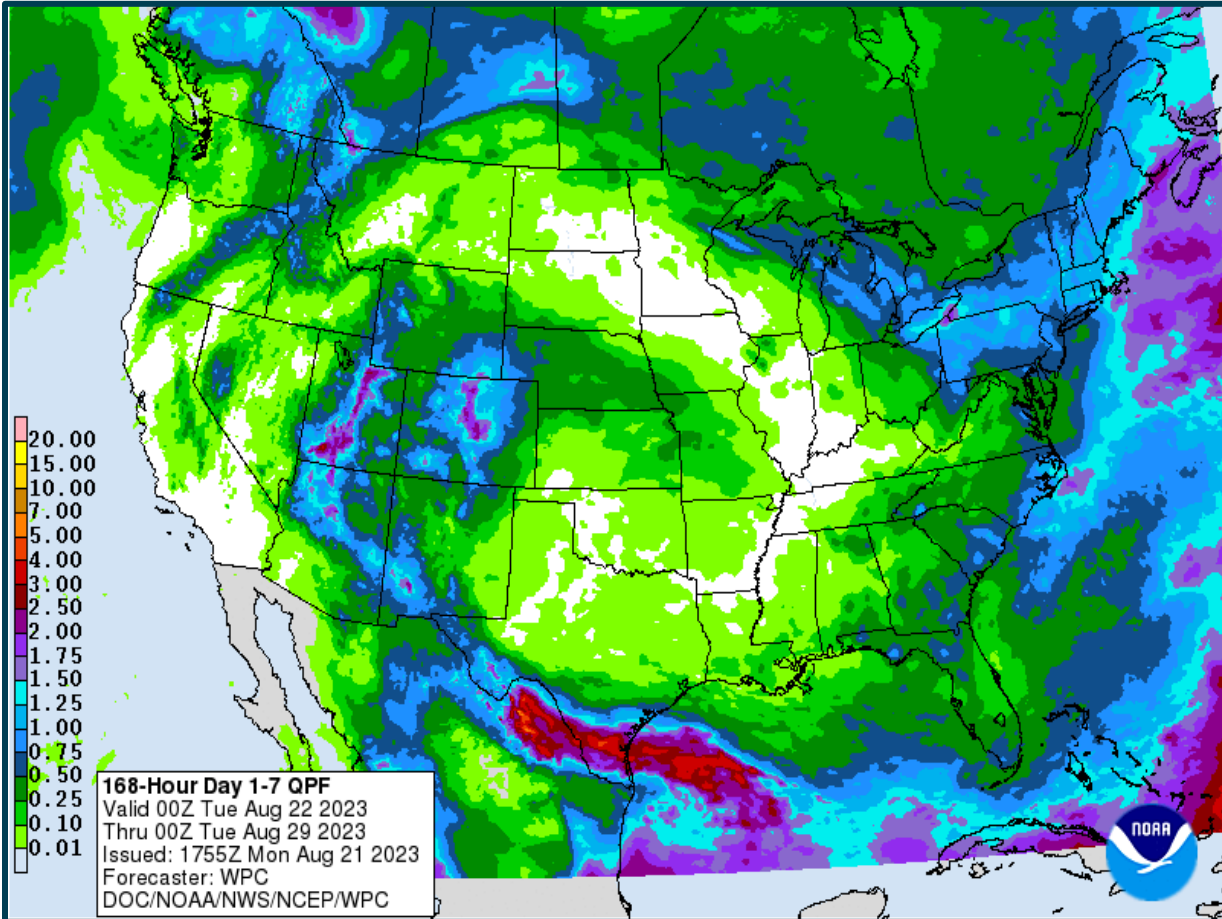 20.00
15.00
10.00
7.00
5.00
4.00
3.00
2.50
2.00
1.75
1.50
1.25
1.00
0.75
0.50
0.25
0.10
0.01
168-Hour Day 1-7 QPF
Valid 00Z Tue Aug 22 2023
Thru 00Z Tue Aug 29 2023
Issued: 1755Z Mon Aug 21 2023
Forecaster: WPC
DOC/NOAA/NWS/NCEP/WPC
NOAA